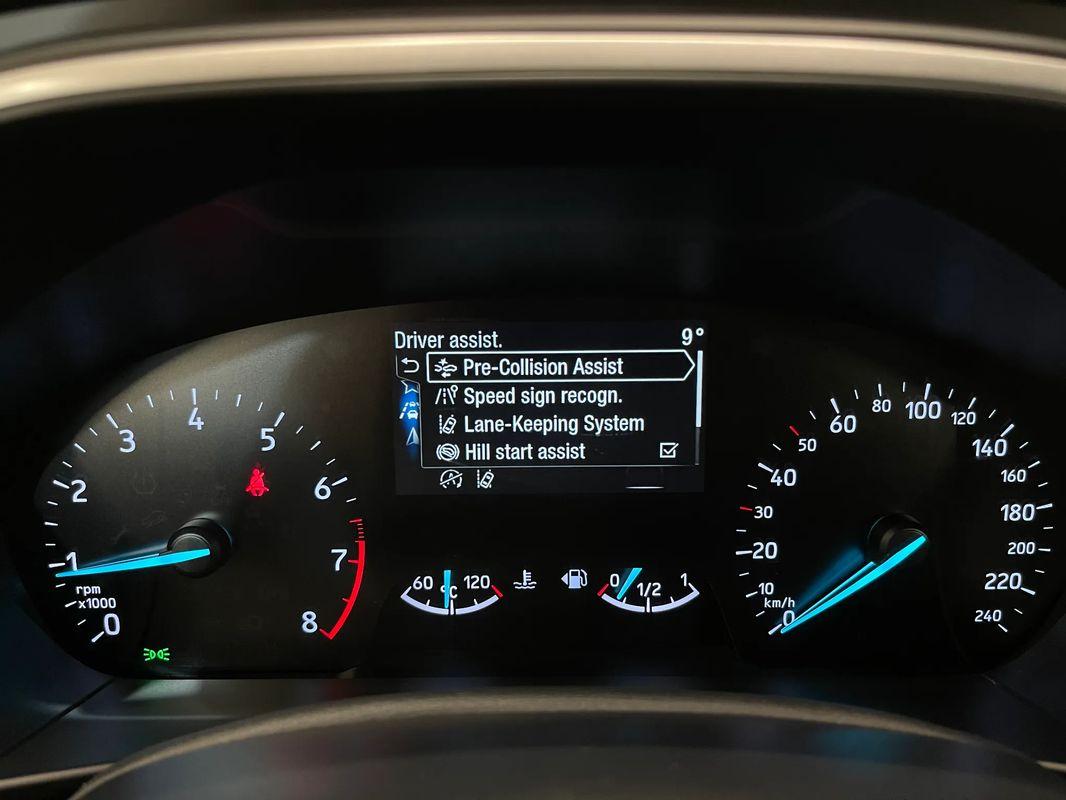 Driver assist. 9°
Pre-Collision Assist
Speed sign recogn.
Lane-Keeping System
Hill start assist
0
1
2
3
4
5
6
7
8
rpm
x1000
60 120
°C
0 1/2 1
0
10
20
30
40
50
60
80
100
120
140
160
180
200
220
240
km/h